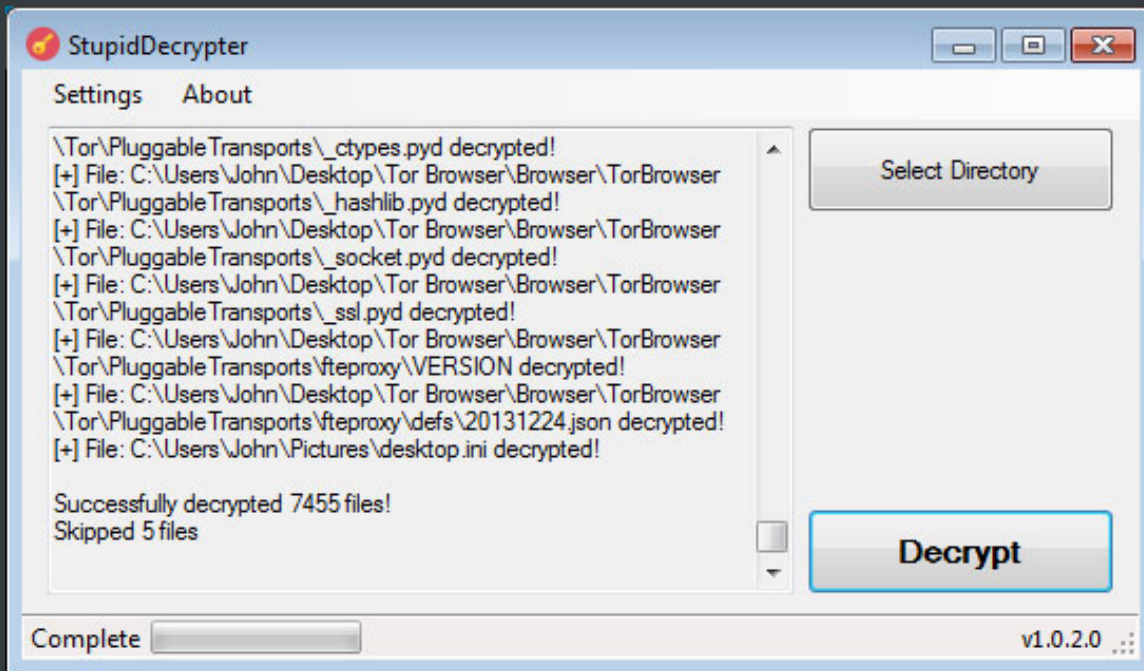 StupidDecrypter
Settings About
\Tor\PluggableTransports\_ctypes.pyd decrypted!
[+] File: C:\Users\John\Desktop\Tor Browser\Browser\TorBrowser
\Tor\PluggableTransports\_hashlib.pyd decrypted!
[+] File: C:\Users\John\Desktop\Tor Browser\Browser\TorBrowser
\Tor\PluggableTransports\_socket.pyd decrypted!
[+] File: C:\Users\John\Desktop\Tor Browser\Browser\TorBrowser
\Tor\PluggableTransports\_ssl.pyd decrypted!
[+] File: C:\Users\John\Desktop\Tor Browser\Browser\TorBrowser
\Tor\PluggableTransports\fteproxy\VERSION decrypted!
[+] File: C:\Users\John\Desktop\Tor Browser\Browser\TorBrowser
\Tor\PluggableTransports\fteproxy\defs\20131224.json decrypted!
[+] File: C:\Users\John\Pictures\desktop.ini decrypted!
Successfully decrypted 7455 files!
Skipped 5 files
Select Directory
Decrypt
Complete
v1.0.2.0